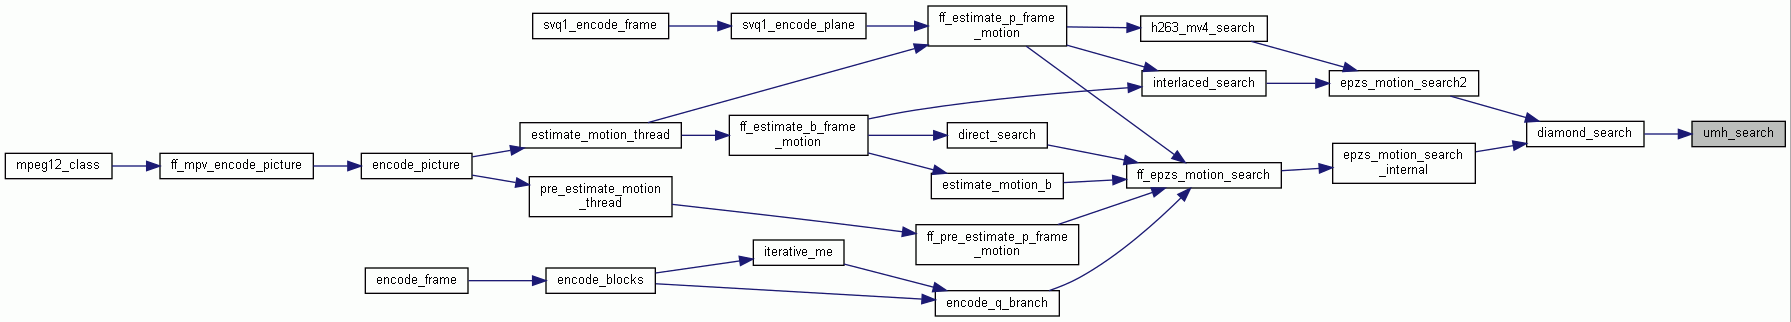 svq1_encode_frame
svq1_encode_plane
ff_estimate_p_frame
_motion
h263_mv4_search
interlaced_search
epzs_motion_search2
mpeg12_class
ff_mpv_encode_picture
encode_picture
estimate_motion_thread
ff_estimate_b_frame
_motion
direct_search
diamond_search
umh_search
pre_estimate_motion
_thread
estimate_motion_b
ff_epzs_motion_search
epzs_motion_search
_internal
ff_pre_estimate_p_frame
_motion
encode_frame
encode_blocks
iterative_me
encode_q_branch